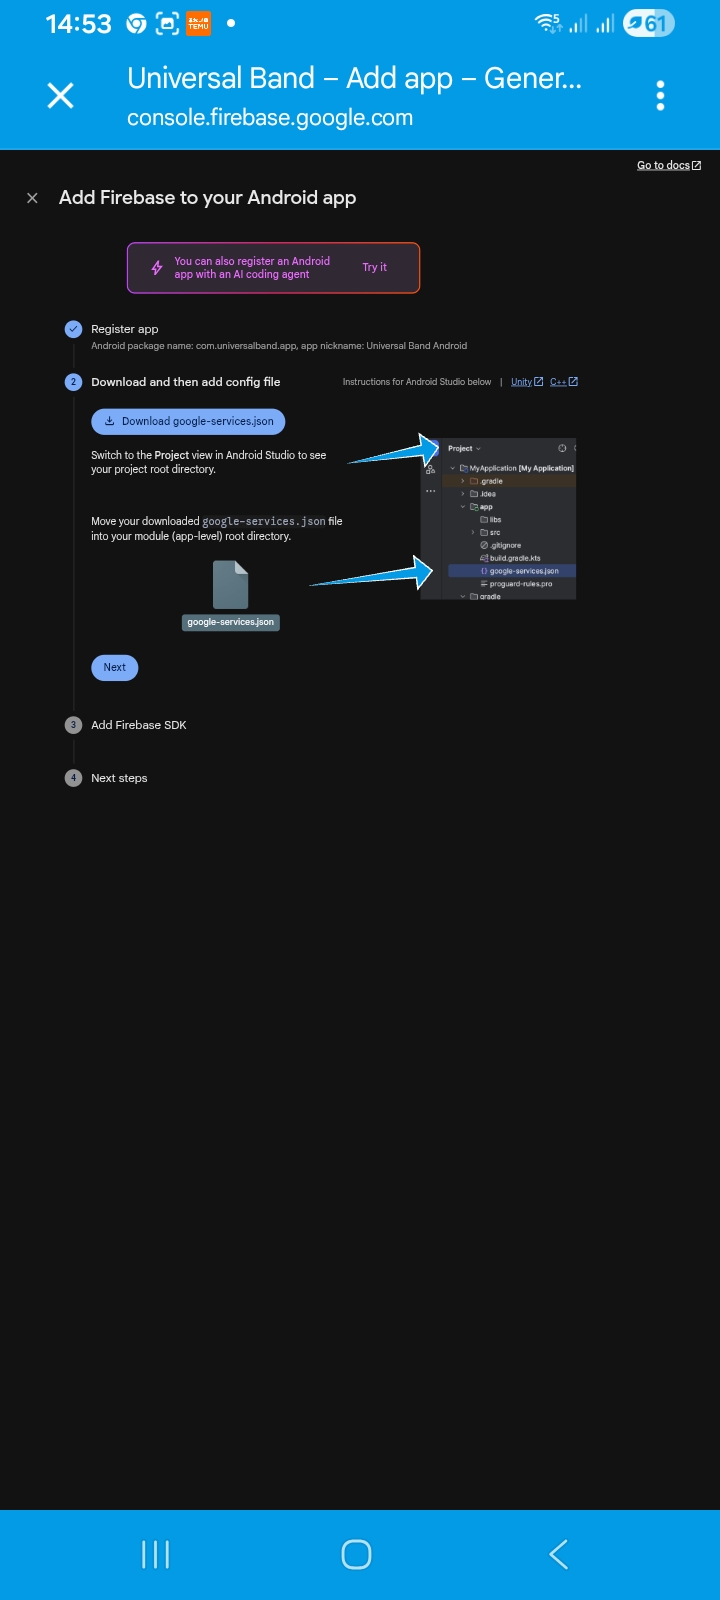 14:53
TEMU
5
61
Universal Band – Add app – Gener...
console.firebase.google.com
Go to docs
Add Firebase to your Android app
You can also register an Android
app with an AI coding agent
Try it
Register app
Android package name: com.universalband.app, app nickname: Universal Band Android
2
Download and then add config file
Instructions for Android Studio below | Unity C++
Download google-services.json
Switch to the Project view in Android Studio to see
your project root directory.
Project
MyApplication [My Application]
.gradle
.idea
app
libs
src
.gitignore
build.gradle.kts
google-services.json
proguard-rules.pro
gradle
Move your downloaded google-services.json file
into your module (app-level) root directory.
google-services.json
Next
3
Add Firebase SDK
4
Next steps